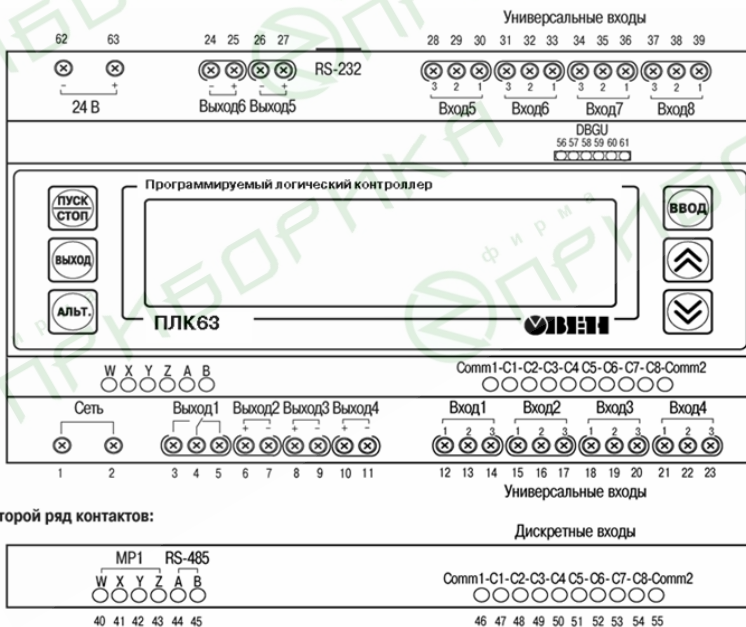 Универсальные входы
62 63 24 25 26 27 28 29 30 31 32 33 34 35 36 37 38 39
RS-232
- + - + - + 3 2 1 3 2 1 3 2 1 3 2 1
24 В Выход6 Выход5 Вход5 Вход6 Вход7 Вход8
DBGU
56 57 58 59 60 61
Программируемый логический контроллер
ПУСК
СТОП
ВЫХОД
АЛЬТ.
ВВОД
ПЛК63
ОВЕН
W X Y Z A B
Comm1-C1-C2-C3-C4 C5-C6-C7-C8-Comm2
Сеть Выход1 Выход2 Выход3 Выход4 Вход1 Вход2 Вход3 Вход4
+ - + - + - 1 2 3 1 2 3 1 2 3 1 2 3
1 2 3 4 5 6 7 8 9 10 11 12 13 14 15 16 17 18 19 20 21 22 23
Универсальные входы
торой ряд контактов:
Дискретные входы
MP1 RS-485
W X Y Z A B
Comm1-C1-C2-C3-C4 C5-C6-C7-C8-Comm2
40 41 42 43 44 45 46 47 48 49 50 51 52 53 54 55
фирма
ПРИБОРИКА